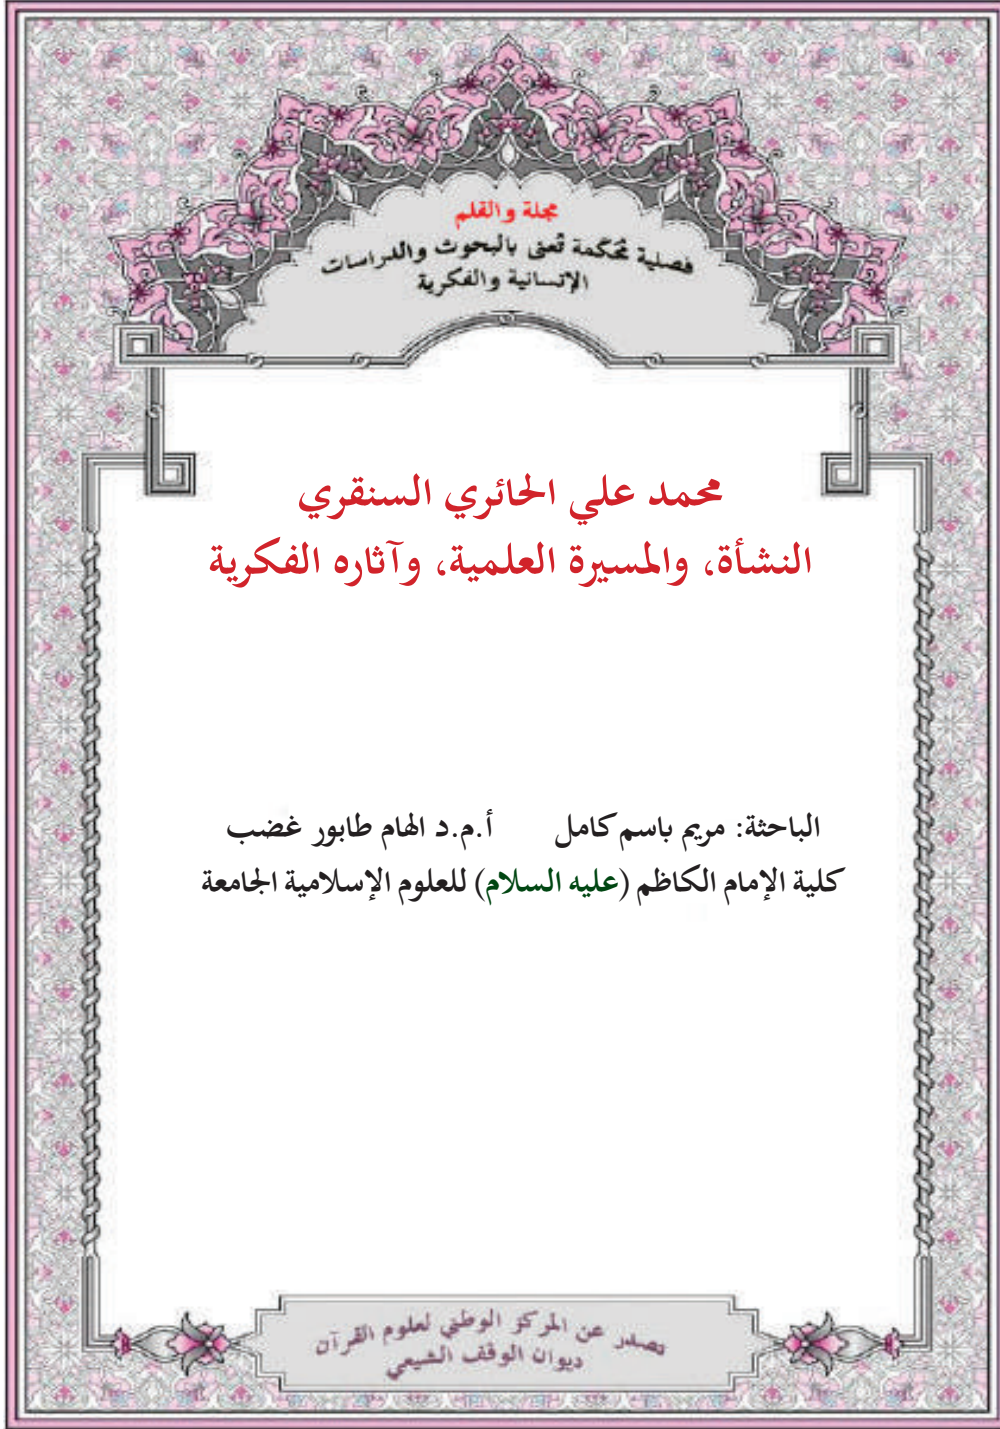 مجلة والقلم
فصلية مُحَكَّمة تُعنى بالبحوث والدراسات
الإنسانية والفكرية
محمد علي الحائري السنقري
النشأة، والمسيرة العلمية، وآثاره الفكرية
الباحثة: مريم باسم كامل أ.م.د الهام طابور غضب
كلية الإمام الكاظم (عليه السلام) للعلوم الإسلامية الجامعة
تصدر عن المركز الوطني لعلوم القرآن
ديوان الوقف الشيعي